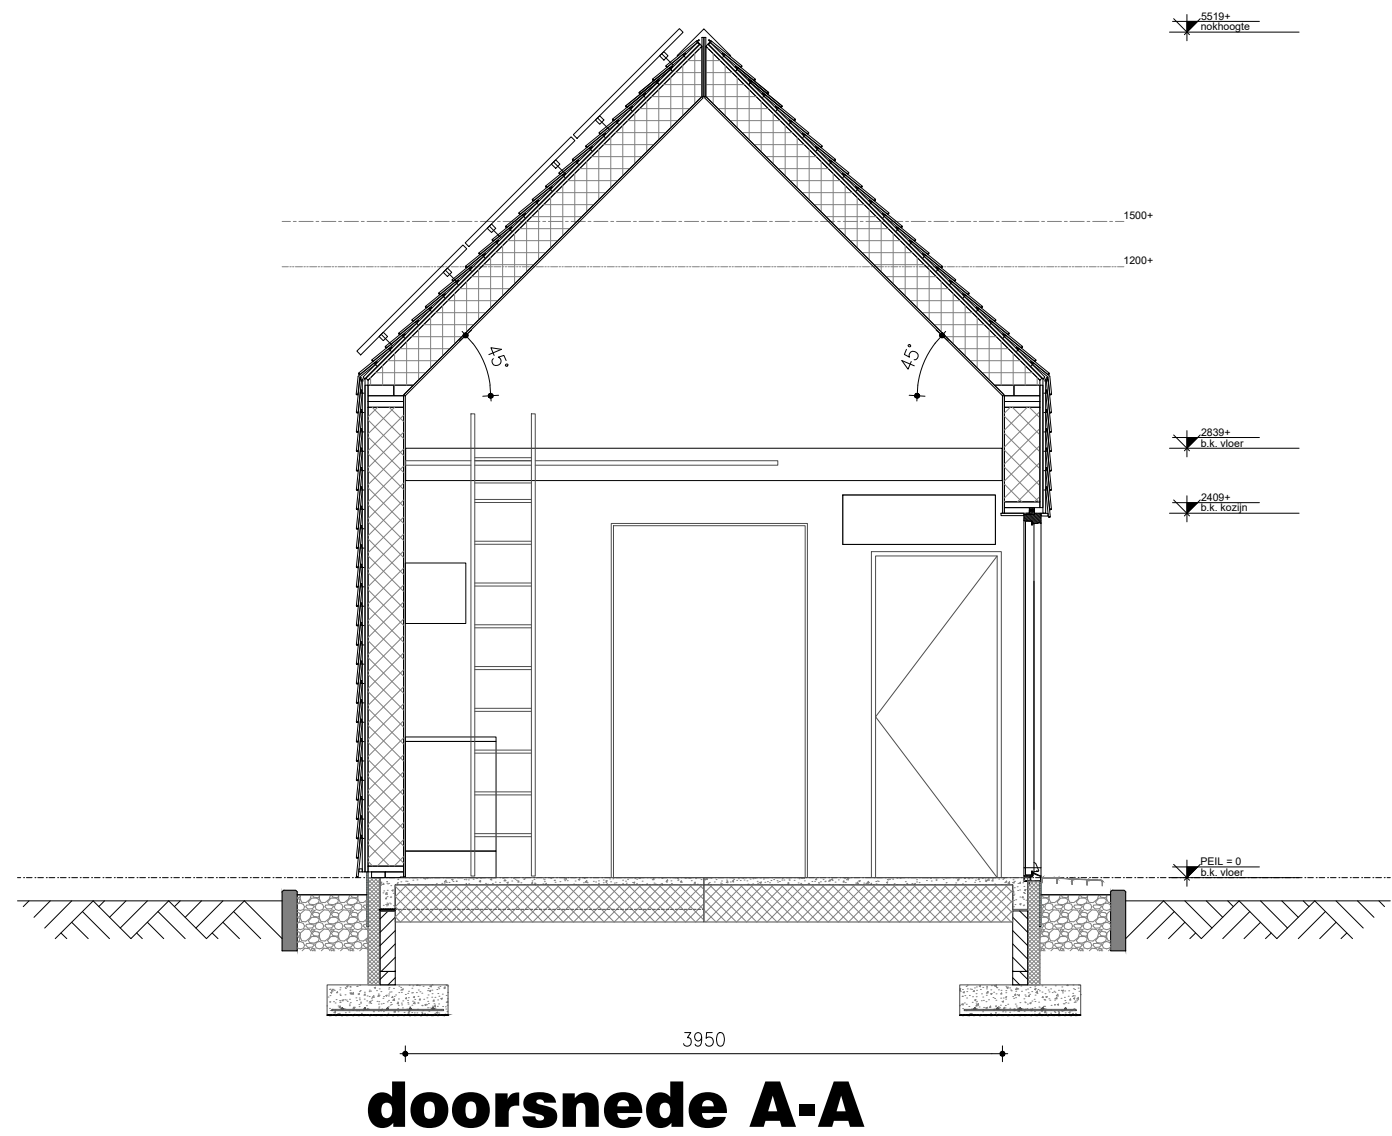 5519+
nokhoogte
1500+
1200+
45°
45°
2839+
b.k. vloer
2409+
b.k. kozijn
PEIL = 0
b.k. vloer
3950
doorsnede A-A